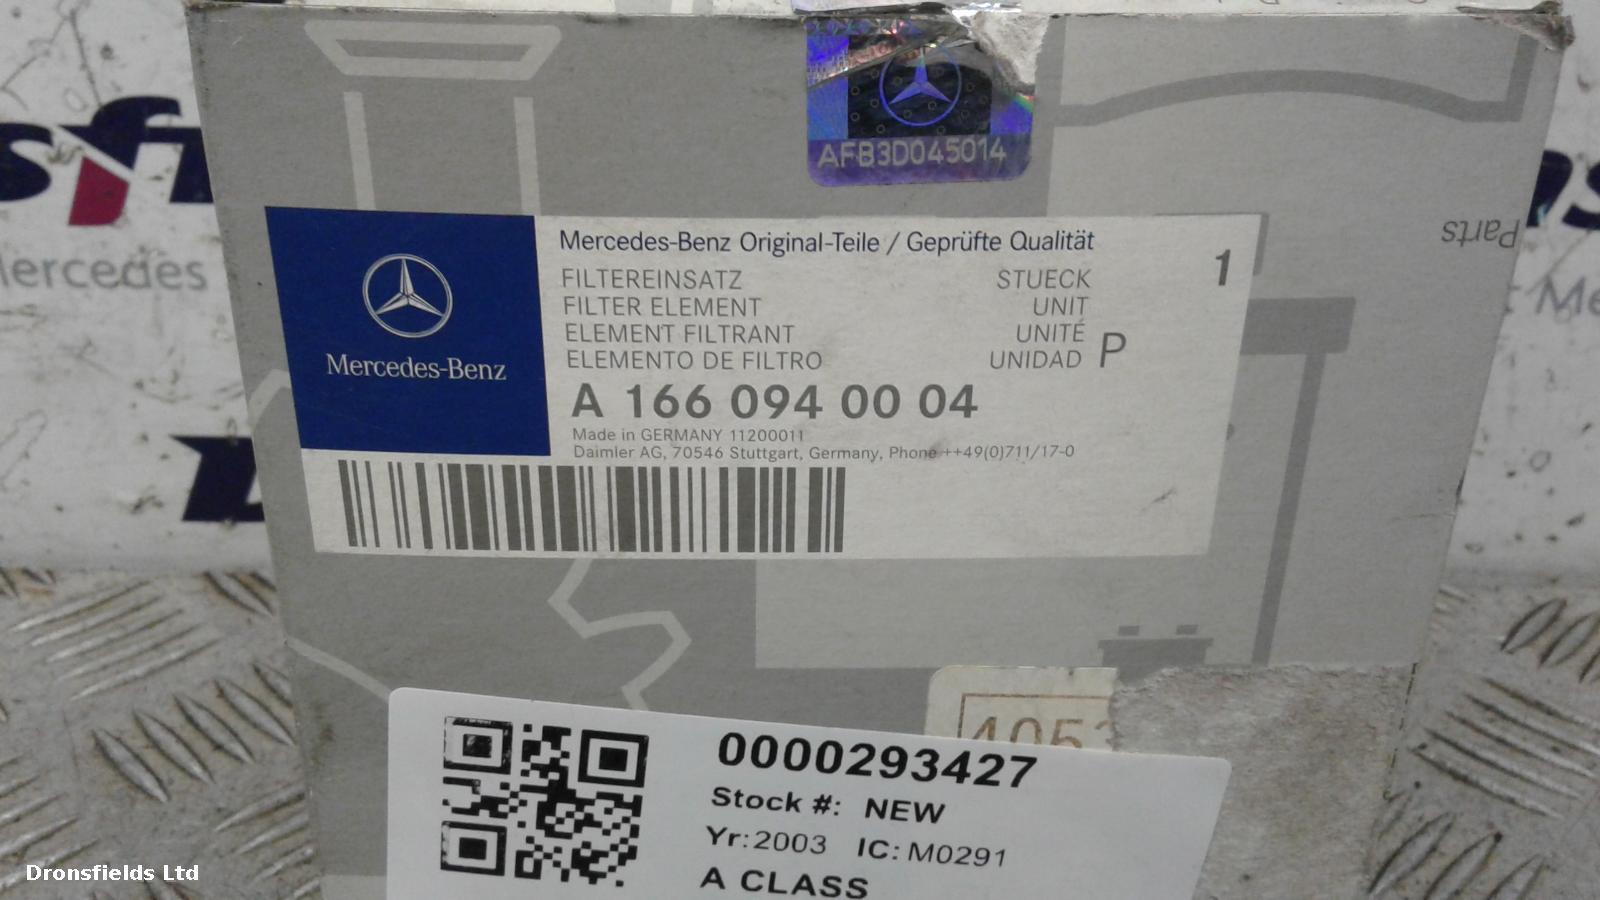 AFB3D045014
Parts
Mercedes-Benz Original-Teile / Geprüfte Qualität
FILTEREINSATZ STUECK 1
FILTER ELEMENT UNIT
ELEMENT FILTRANT UNITÉ
ELEMENTO DE FILTRO UNIDAD P
A 166 094 00 04
Made in GERMANY 11200011
Daimler AG, 70546 Stuttgart, Germany, Phone ++49(0)711/17-0
Mercedes-Benz
4053
0000293427
Stock #: NEW
Yr:2003 IC: M0291
A CLASS
Dronsfields Ltd